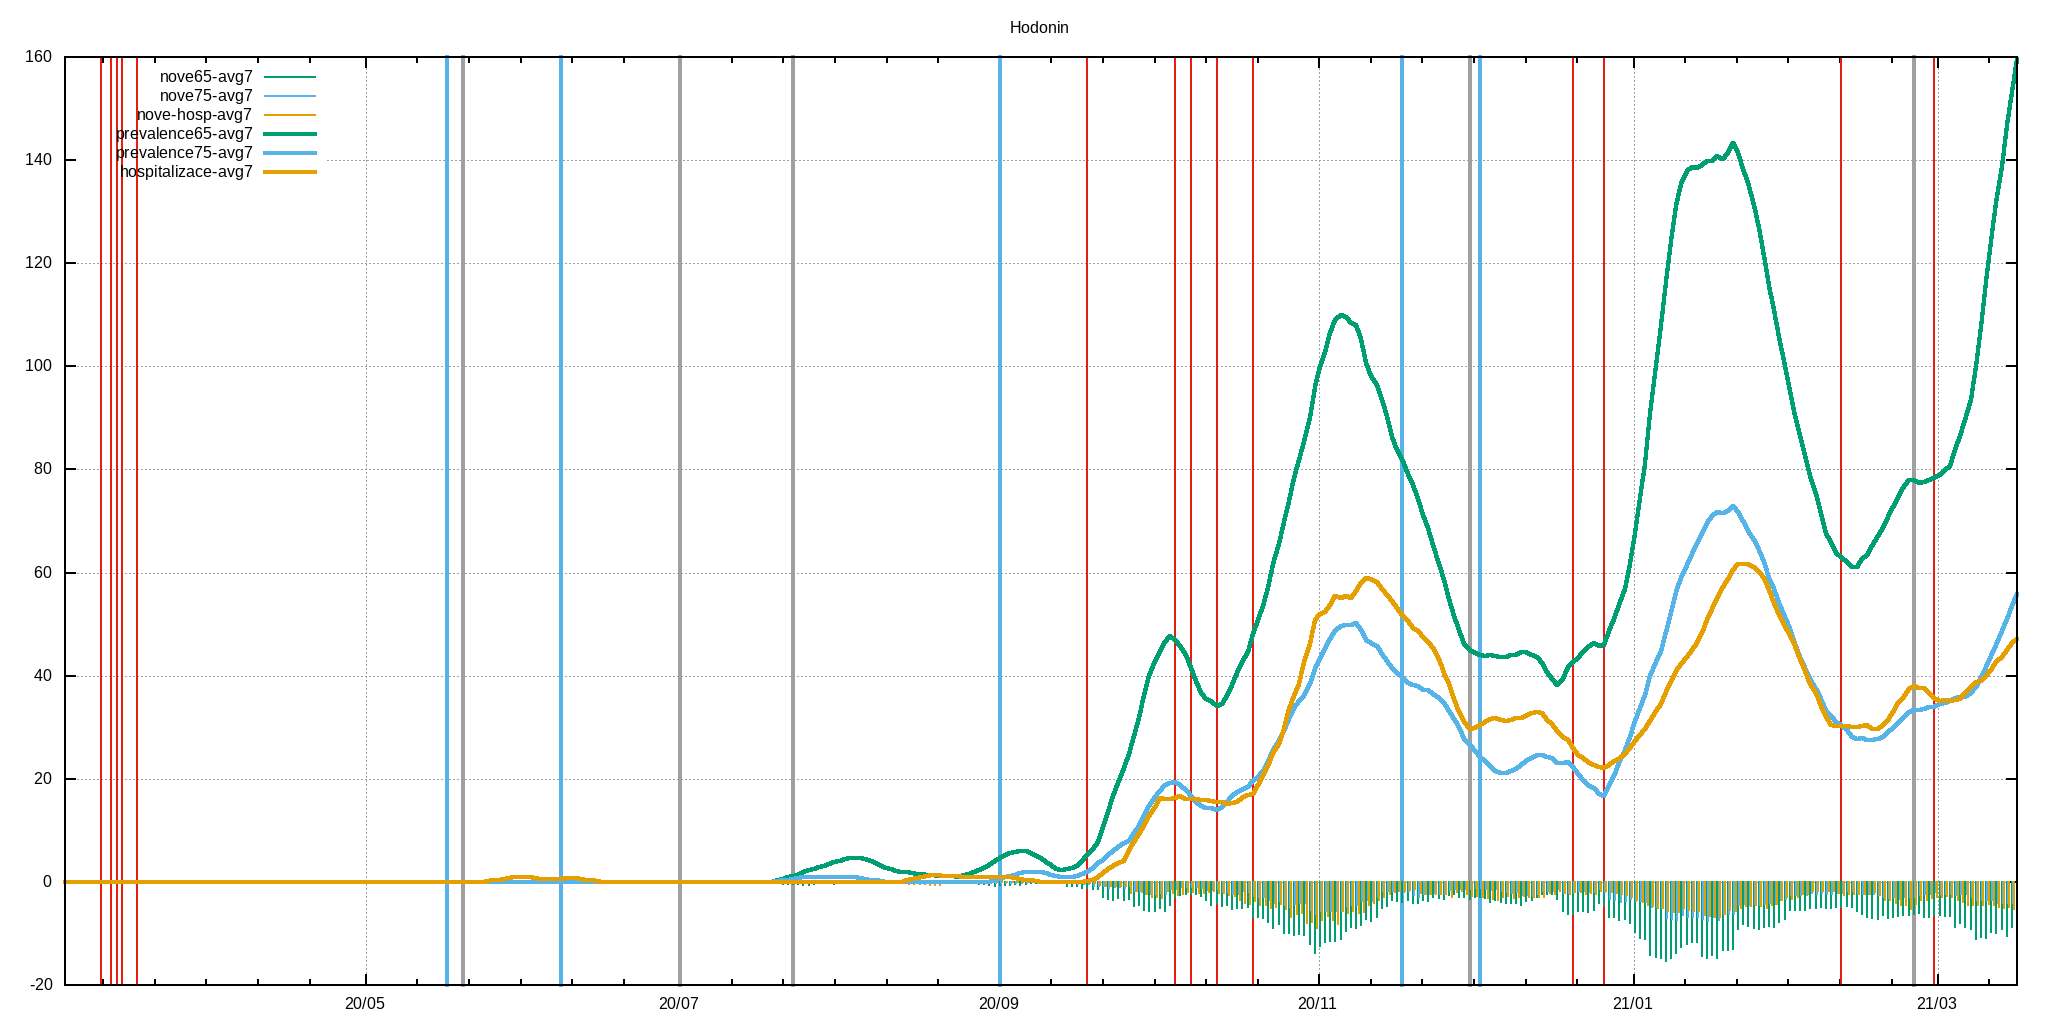 Hodonin
160
140
120
100
80
60
40
20
0
-20
nove65-avg7
nove75-avg7
nove-hosp-avg7
prevalence65-avg7
prevalence75-avg7
hospitalizace-avg7
20/05
20/07
20/09
20/11
21/01
21/03